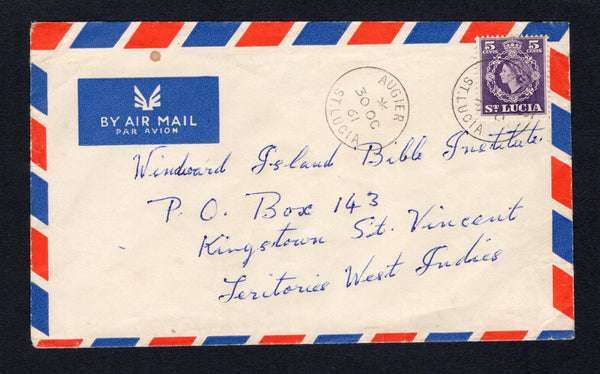 5 CENTS 5 CENTS
ST. LUCIA
BY AIR MAIL
PAR AVION
AUGIER
*
30 OC
61
ST. LUCIA
ST. LUCIA
Windward Island Bible Institute.
P. O. Box 143
Kingstown St. Vincent
Teritories West Indies